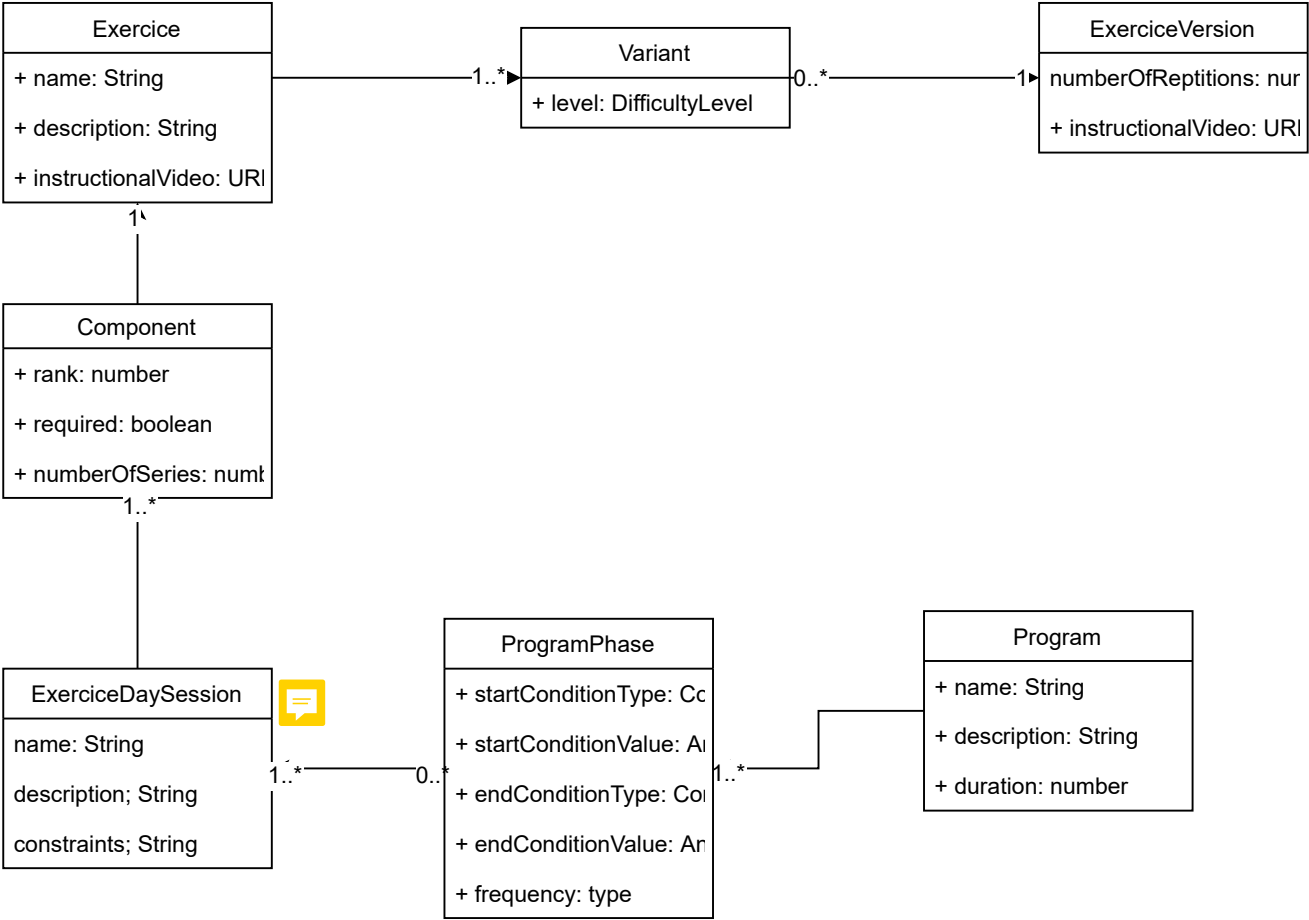 Exercice
+ name: String
+ description: String
+ instructionalVideo: URI
1..*
Variant
+ level: DifficultyLevel
0..*
1
ExerciceVersion
numberOfReptitions: nur
+ instructionalVideo: URI
1
Component
+ rank: number
+ required: boolean
+ numberOfSeries: numb
1..*
ExerciceDaySession
name: String
description; String
constraints; String
1..*
0..*
ProgramPhase
+ startConditionType: Co
+ startConditionValue: Ar
+ endConditionType: Cor
+ endConditionValue: An
+ frequency: type
1..*
Program
+ name: String
+ description: String
+ duration: number